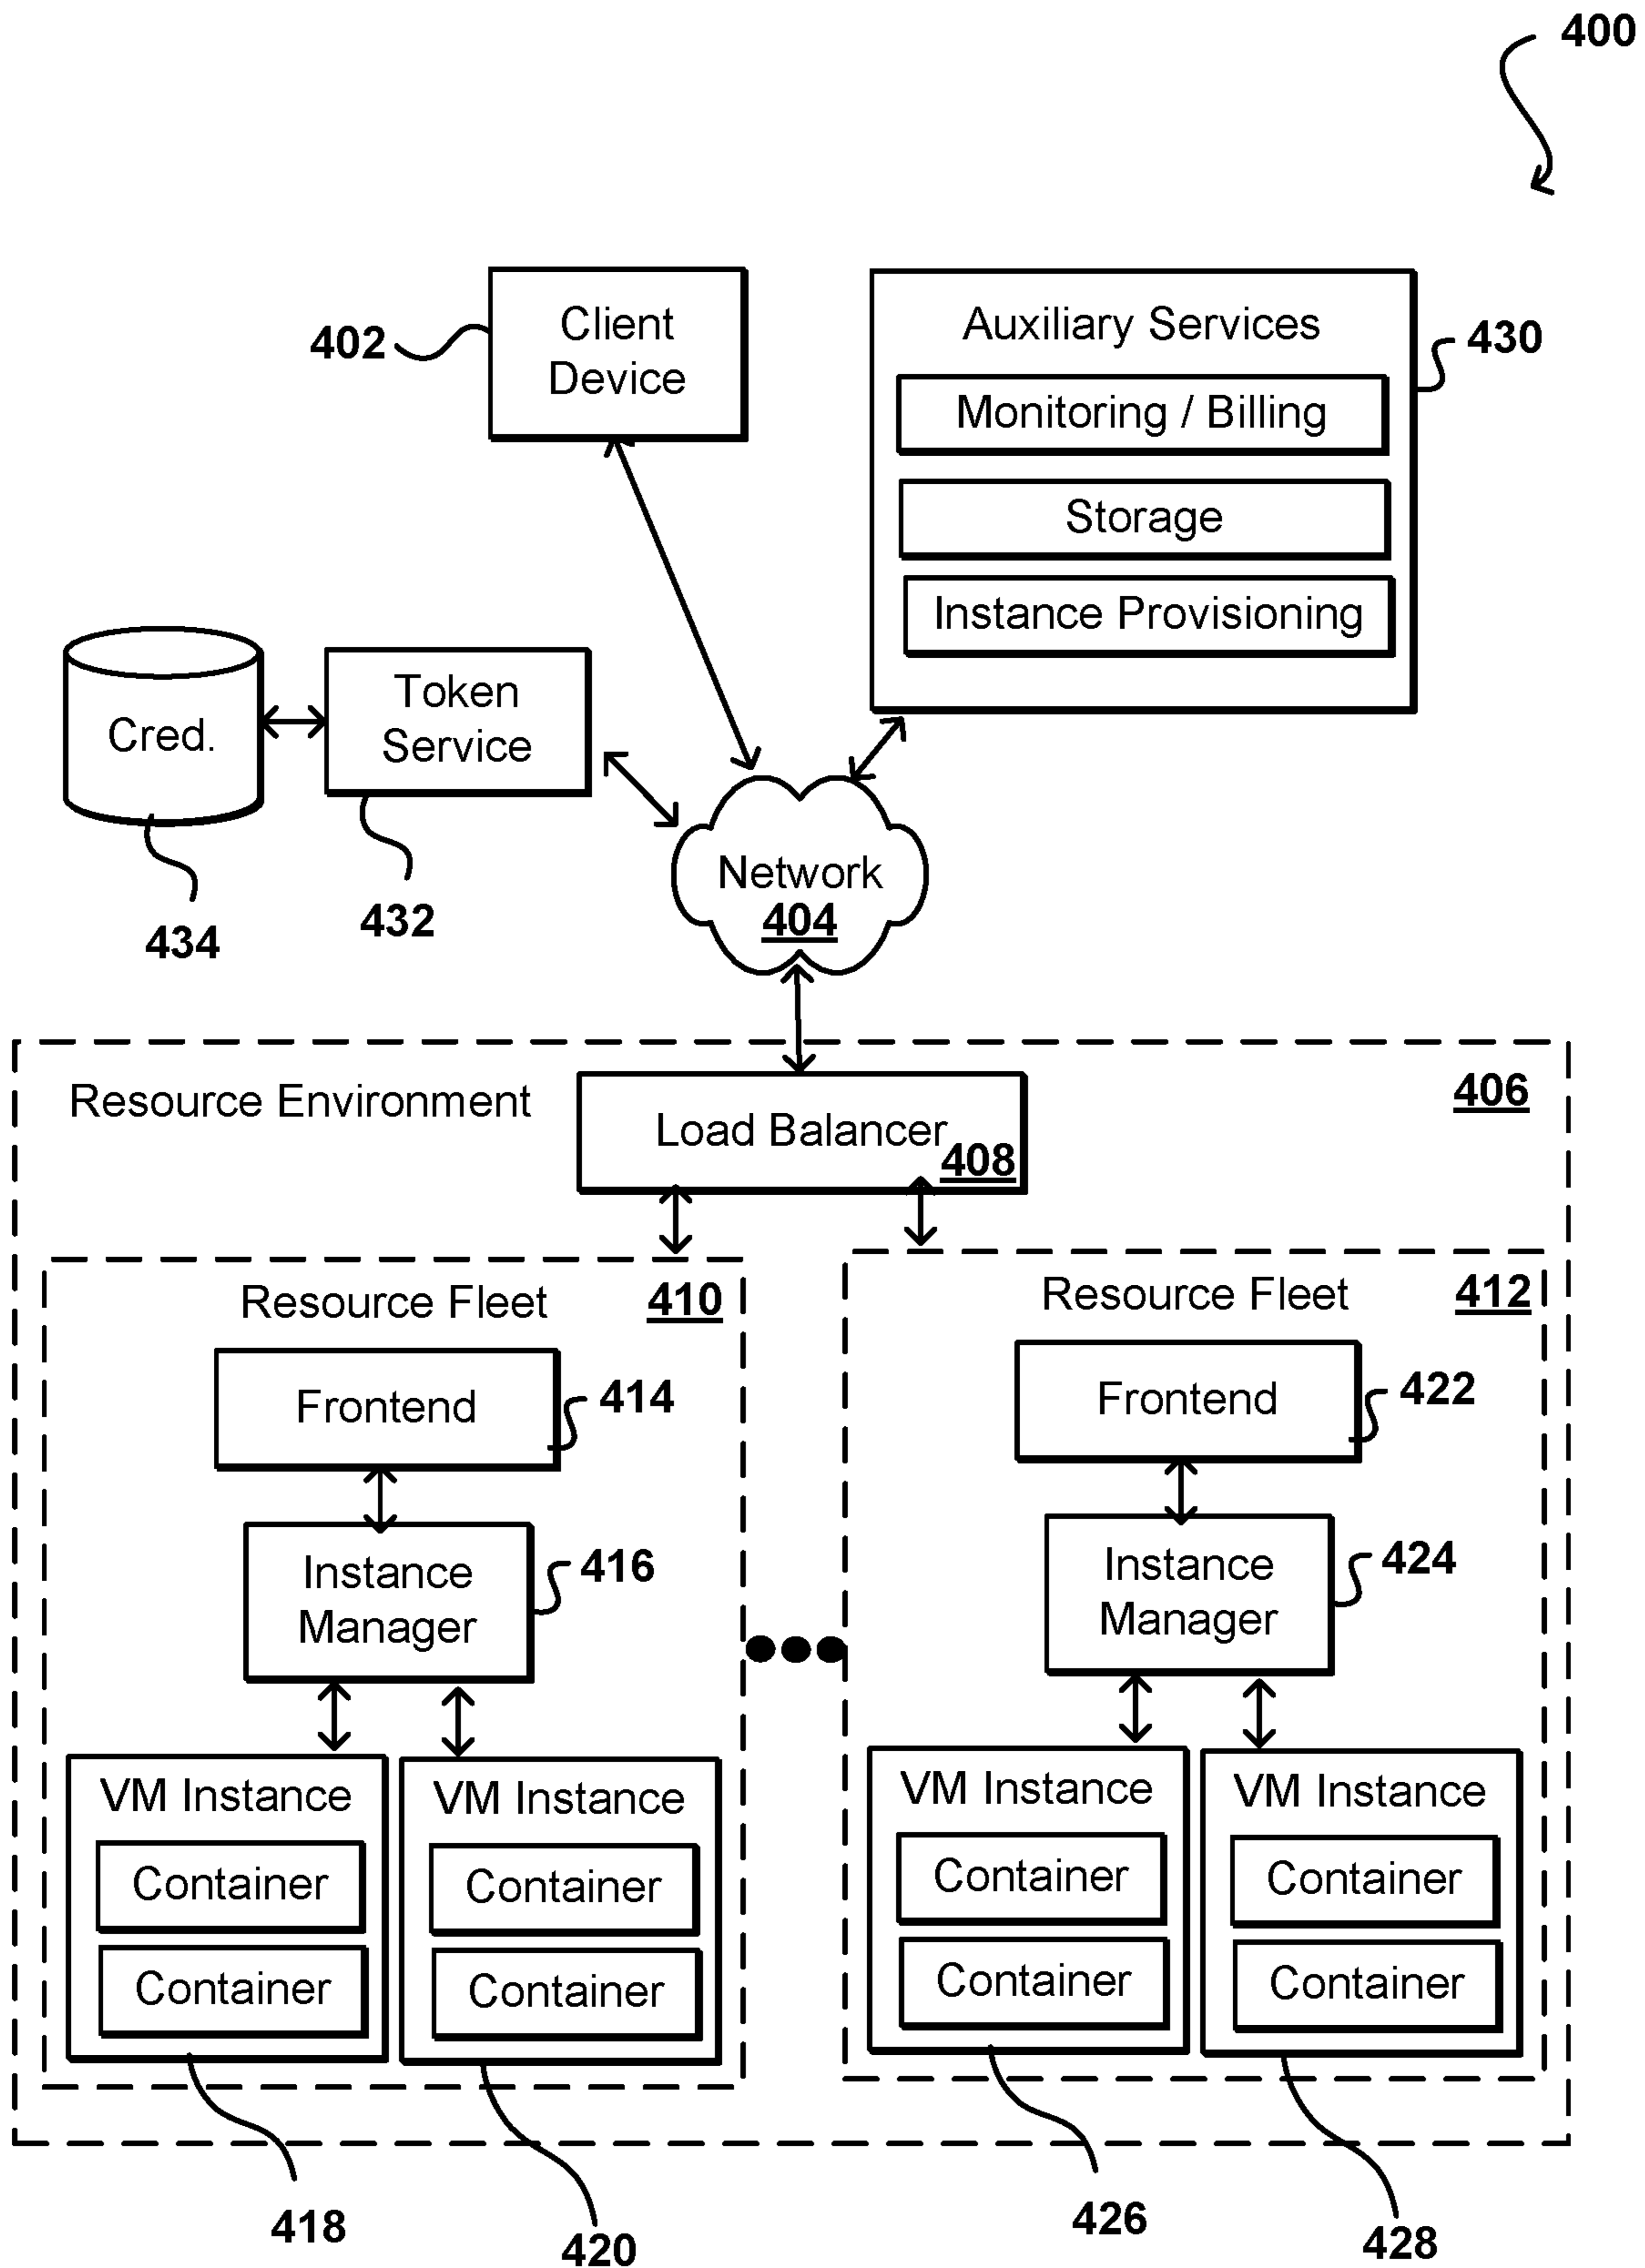 400
Client
Device
402
Auxiliary Services
430
Monitoring / Billing
Storage
Instance Provisioning
Cred.
434
Token
Service
432
Network
404
Resource Environment
406
Load Balancer
408
Resource Fleet
410
Frontend
414
Instance
Manager
416
VM Instance
Container
Container
418
VM Instance
Container
Container
420
Resource Fleet
412
Frontend
422
Instance
Manager
424
VM Instance
Container
Container
426
VM Instance
Container
Container
428